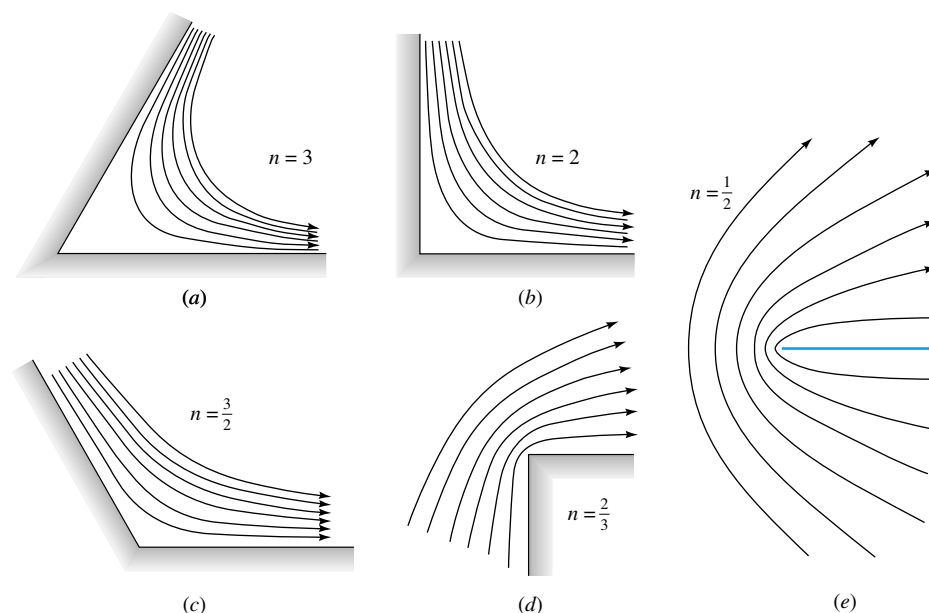 n = 3
(a)
n = 2
(b)
n = 3/2
(c)
n = 2/3
(d)
n = 1/2
(e)